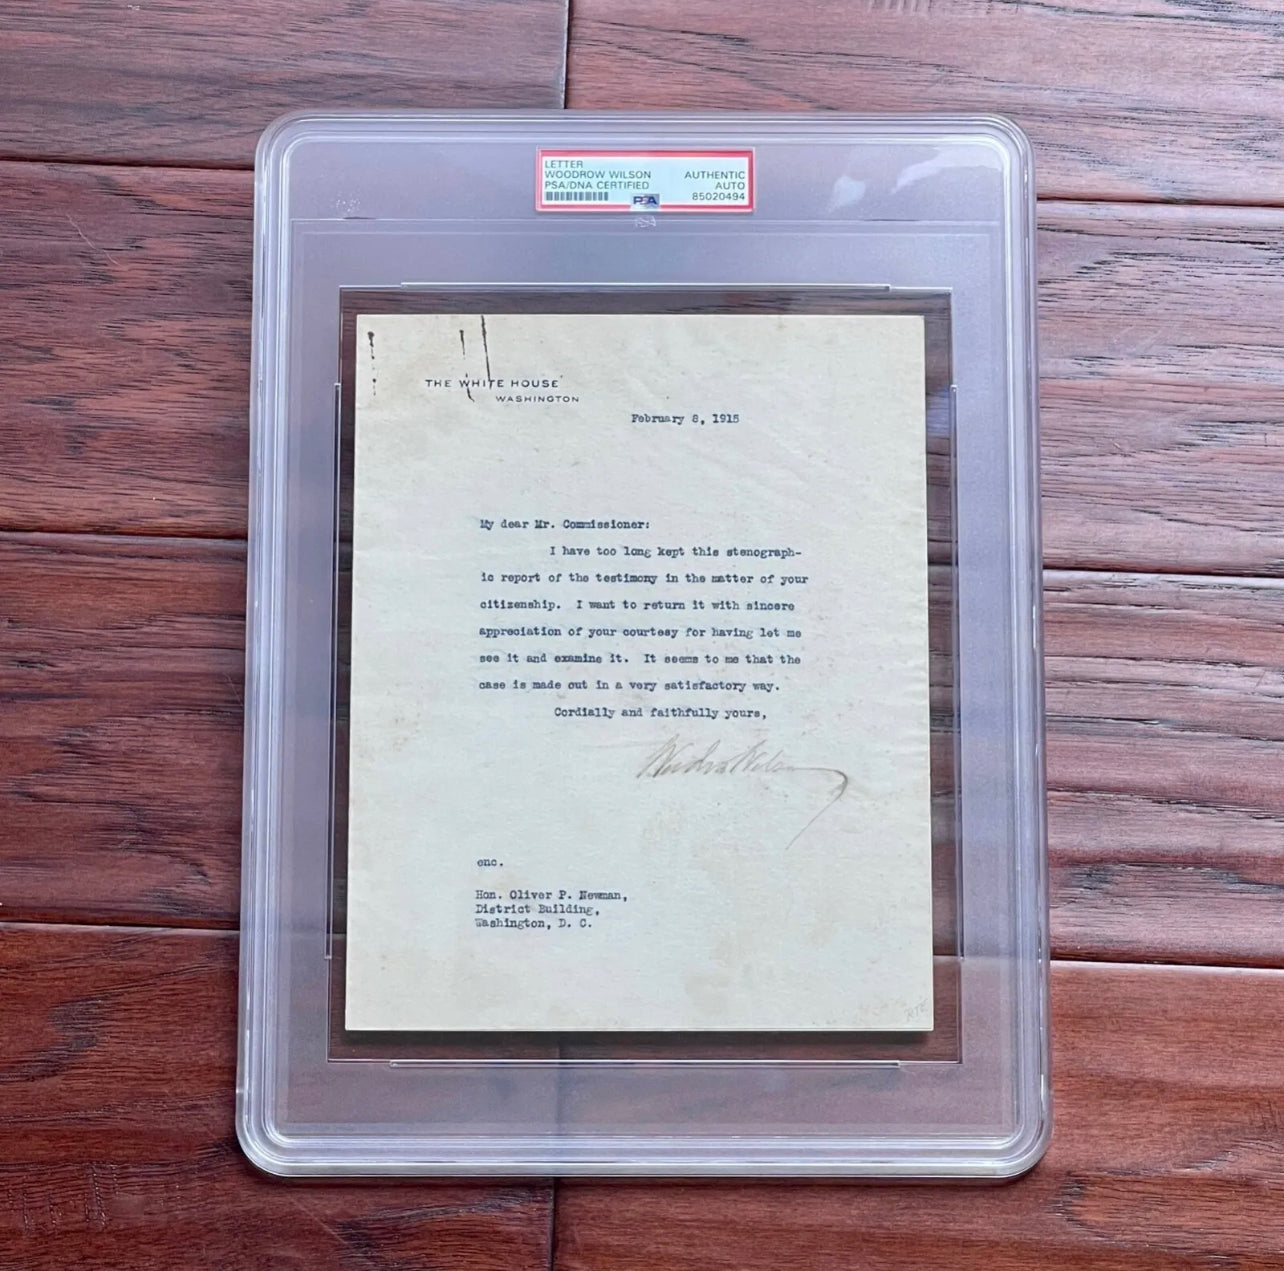 LETTER
WOODROW WILSON AUTHENTIC
PSA/DNA CERTIFIED AUTO
PSA 85020494
THE WHITE HOUSE
WASHINGTON
February 8, 1915
My dear Mr. Commissioner:
I have too long kept this stenograph-
ic report of the testimony in the matter of your
citizenship. I want to return it with sincere
appreciation of your courtesy for having let me
see it and examine it. It seems to me that the
case is made out in a very satisfactory way.
Cordially and faithfully yours,
Woodrow Wilson
enc.
Hon. Oliver P. Newman,
District Building,
Washington, D. C.